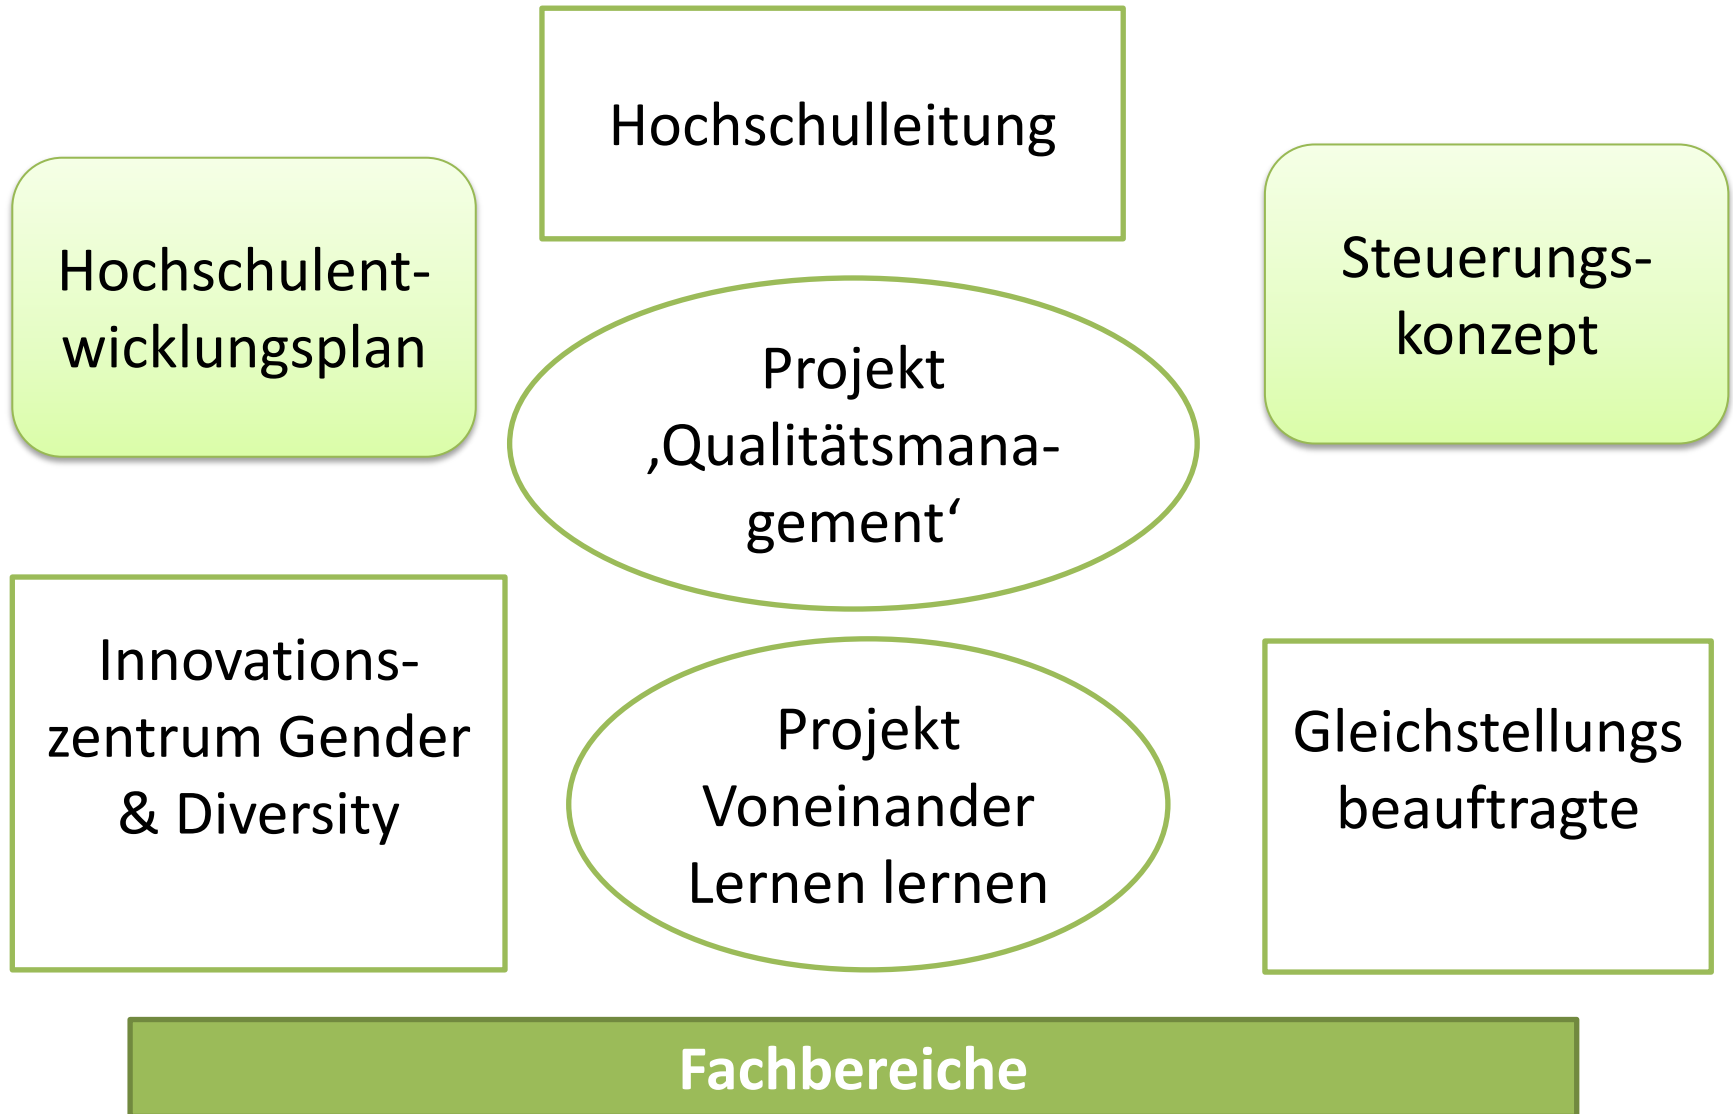 Hochschulleitung
Hochschulent-
wicklungsplan
Steuerungs-
konzept
Projekt
‚Qualitätsmana-
gement‘
Innovations-
zentrum Gender
& Diversity
Projekt
Voneinander
Lernen lernen
Gleichstellungs
beauftragte
Fachbereiche